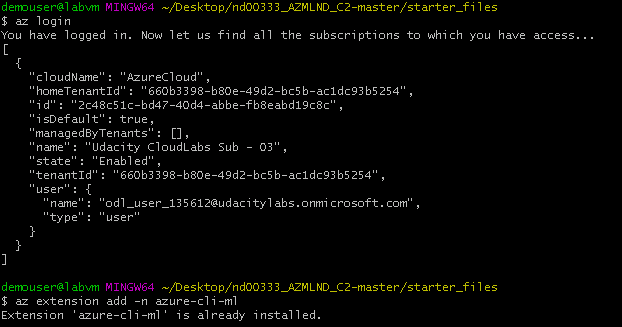 demouser@labvm MINGW64 ~/Desktop/nd00333_AZMLND_C2-master/starter_files
$ az login
You have logged in. Now let us find all the subscriptions to which you have access...
[
  {
    "cloudName": "AzureCloud",
    "homeTenantId": "660b3398-b80e-49d2-bc5b-ac1dc93b5254",
    "id": "2c48c51c-bd47-40d4-abbe-fb8eabd19c8c",
    "isDefault": true,
    "managedByTenants": [],
    "name": "Udacity CloudLabs Sub - 03",
    "state": "Enabled",
    "tenantId": "660b3398-b80e-49d2-bc5b-ac1dc93b5254",
    "user": {
      "name": "odl_user_135612@udacitylabs.onmicrosoft.com",
      "type": "user"
    }
  }
]
demouser@labvm MINGW64 ~/Desktop/nd00333_AZMLND_C2-master/starter_files
$ az extension add -n azure-cli-ml
Extension 'azure-cli-ml' is already installed.